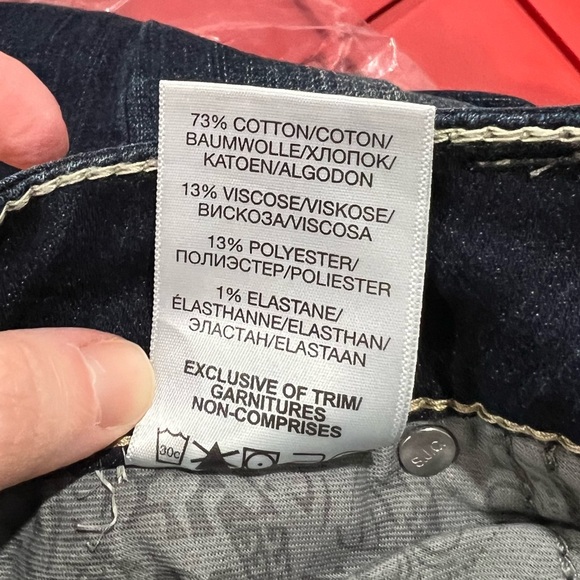 73% COTTON/COTON/
BAUMWOLLE/ХЛОПОК/
KATOEN/ALGODON
13% VISCOSE/VISKOSE/
ВИСКОЗА/VISCOSA
13% POLYESTER/
ПОЛИЭСТЕР/POLIESTER
1% ELASTANE/
ÉLASTHANNE/ELASTHAN/
ЭЛАСТАН/ELASTAAN
EXCLUSIVE OF TRIM/
GARNITURES
NON-COMPRISES
30c
S.J.C.